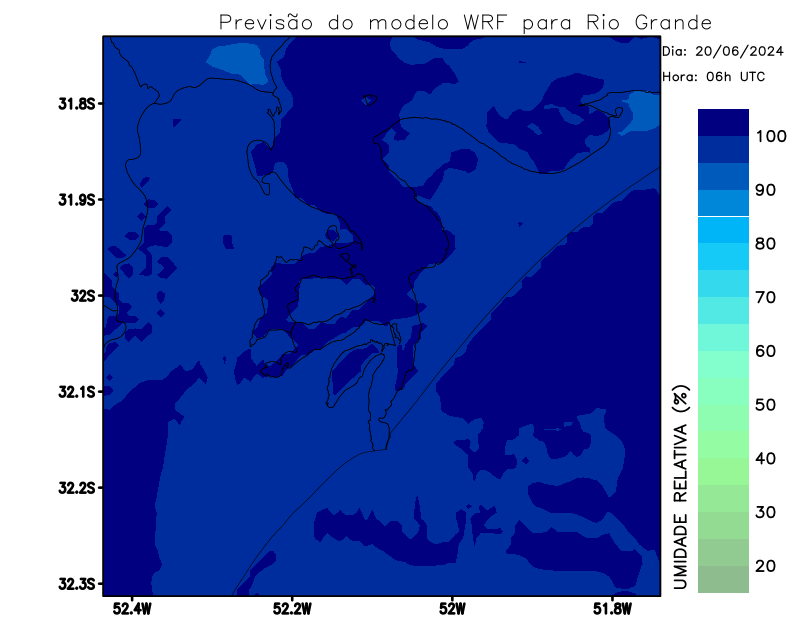 Previsão do modelo WRF para Rio Grande
Dia: 20/06/2024
Hora: 06h UTC
31.8S
31.9S
32S
32.1S
32.2S
32.3S
52.4W
52.2W
52W
51.8W
100
90
80
70
60
50
40
30
20
UMIDADE RELATIVA (%)